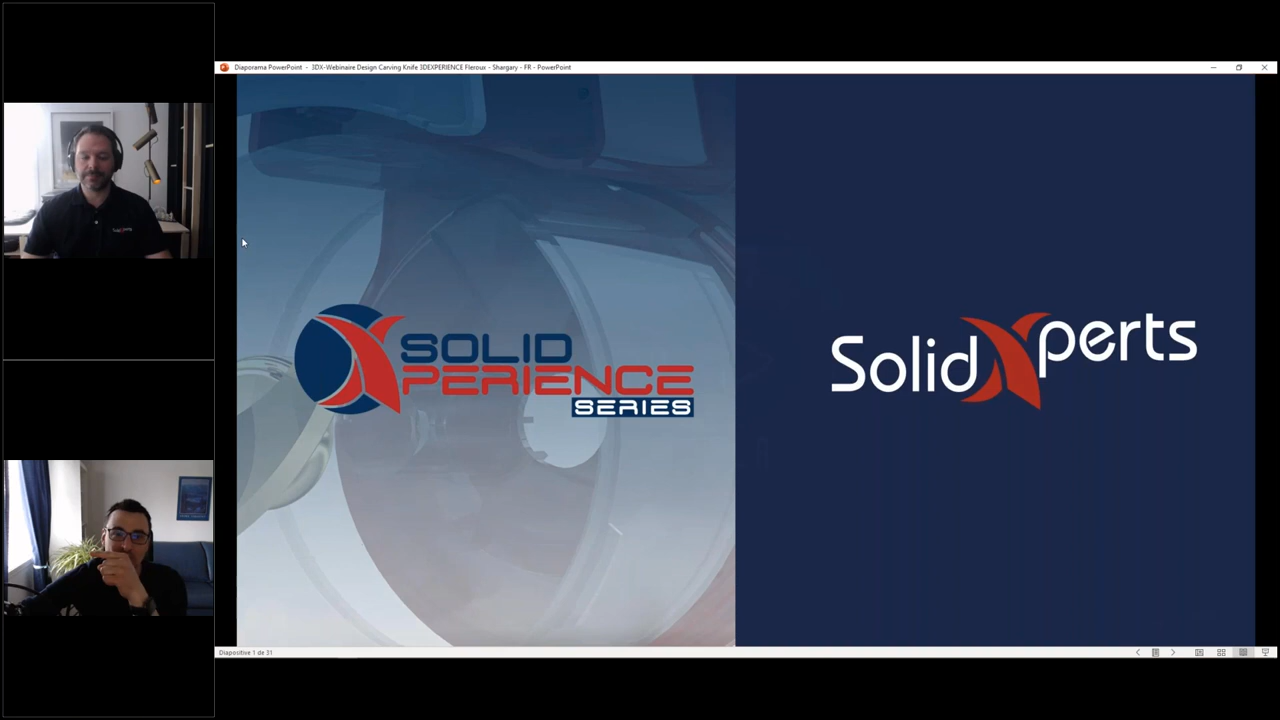 Diaporama PowerPoint - 3DX-Webinaire Design Carving Knife 3DEXPERIENCE Fleroux - Shargary - FR - PowerPoint
SOLID
XPERIENCE
SERIES
SolidXperts
Diapositive 1 de 31